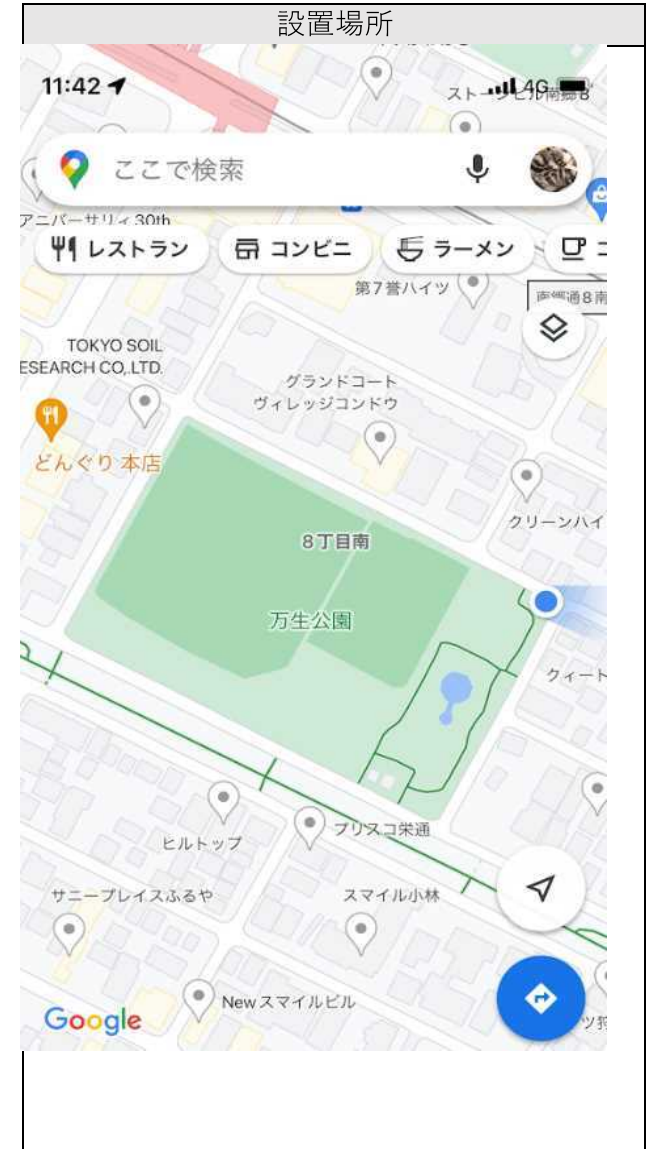 設置場所
11:42
4G
ここで検索
アニバーサリィ 30th
レストラン
コンビニ
ラーメン
第7誉ハイツ
南郷通8南
TOKYO SOIL
ESEARCH CO,.LTD.
グランドコート
ヴィレッジコンドウ
どんぐり 本店
クリーンハイ
8丁目南
万生公園
クィート
ヒルトップ
プリスコ栄通
サニープレイスふるや
スマイル小林
Newスマイルビル
Google